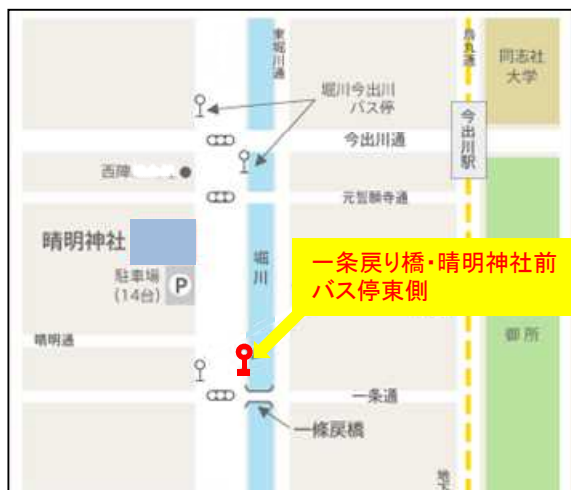 東堀川通
烏丸通
同志社
大学
堀川今出川
バス停
今出川通
今出川駅
西陣
元誓願寺通
晴明神社
駐車場
(14台)
P
堀川
一条戻り橋・晴明神社前
バス停東側
晴明通
御所
一条通
一條戻橋
地下